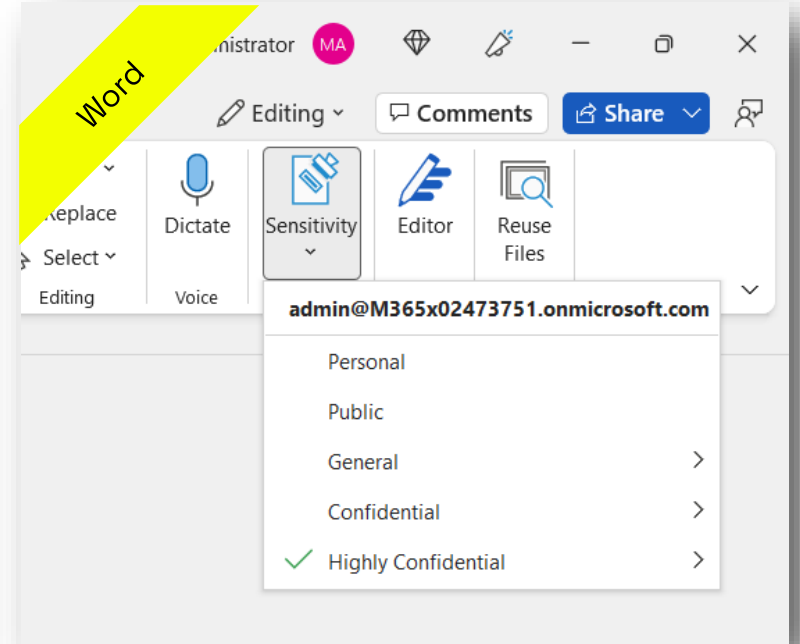 Word
nistrator MA
Editing Comments Share
Replace
Select
Editing
Dictate
Voice
Sensitivity
Editor
Reuse
Files
admin@M365x02473751.onmicrosoft.com
Personal
Public
General
Confidential
Highly Confidential